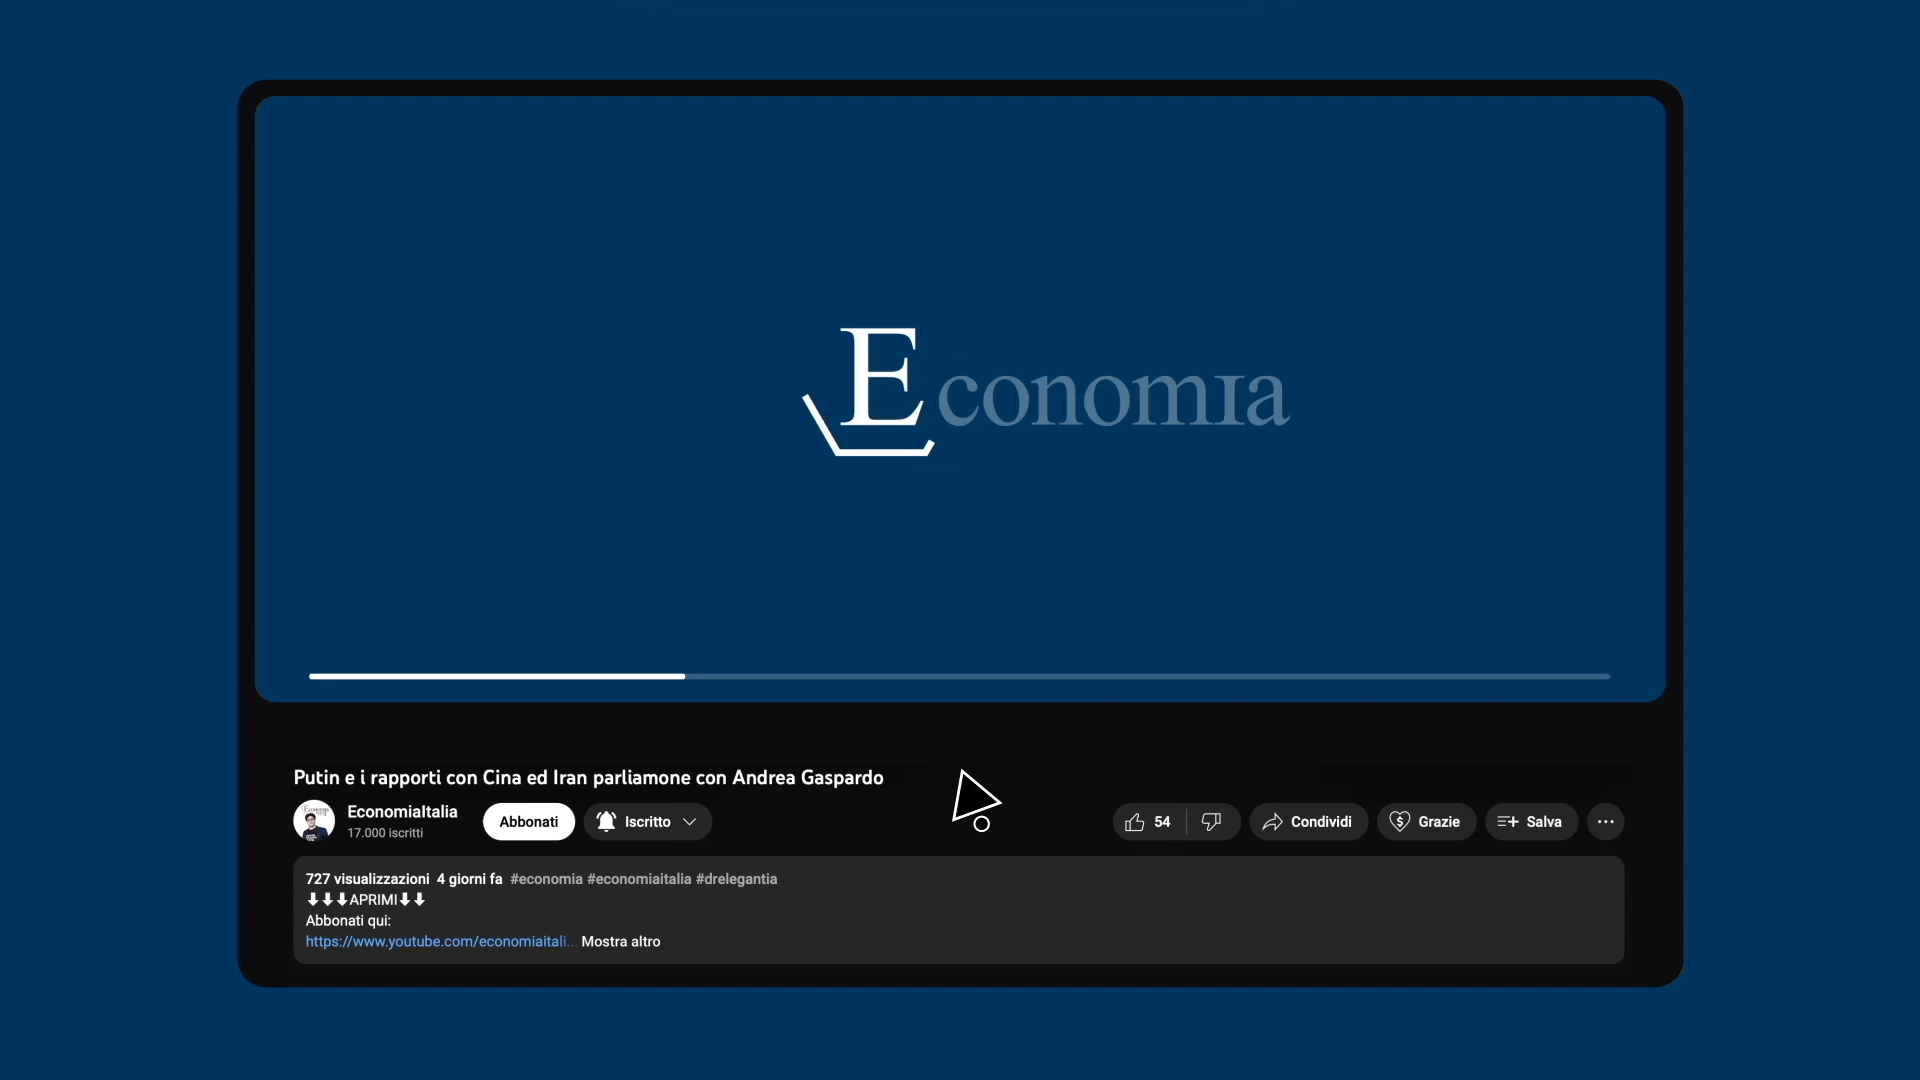 Economia
Putin e i rapporti con Cina ed Iran parliamone con Andrea Gaspardo
EconomiaItalia
17.000 iscritti
Abbonati
Iscritto
54
Condividi
Grazie
Salva
727 visualizzazioni 4 giorni fa #economia #economiaitalia #drelegantia
⬇⬇⬇APRIMI⬇⬇
Abbonati qui:
https://www.youtube.com/economiaitali... Mostra altro